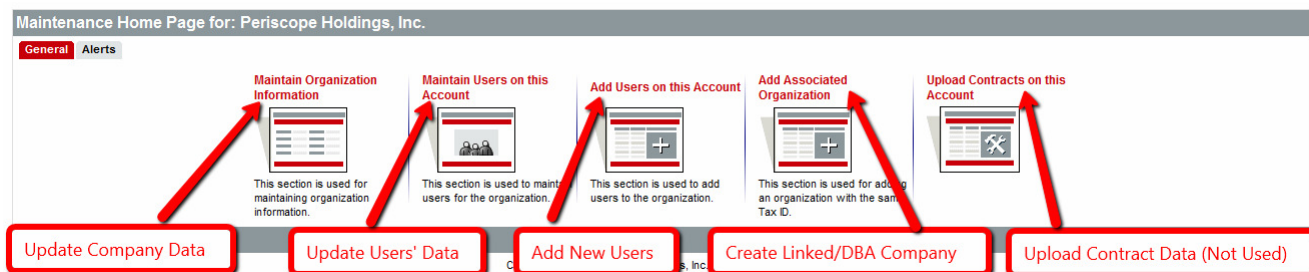 Maintenance Home Page for: Periscope Holdings, Inc.
General Alerts
Maintain Organization
Information
Maintain Users on this
Account
Add Users on this Account
Add Associated
Organization
Upload Contracts on this
Account
This section is used for
maintaining organization
information.
This section is used to maintain
users for the organization.
This section is used to add
users to the organization.
This section is used for adding
an organization with the same
Tax ID.
Update Company Data
Update Users' Data
Add New Users
Create Linked/DBA Company
Upload Contract Data (Not Used)
s, Inc.